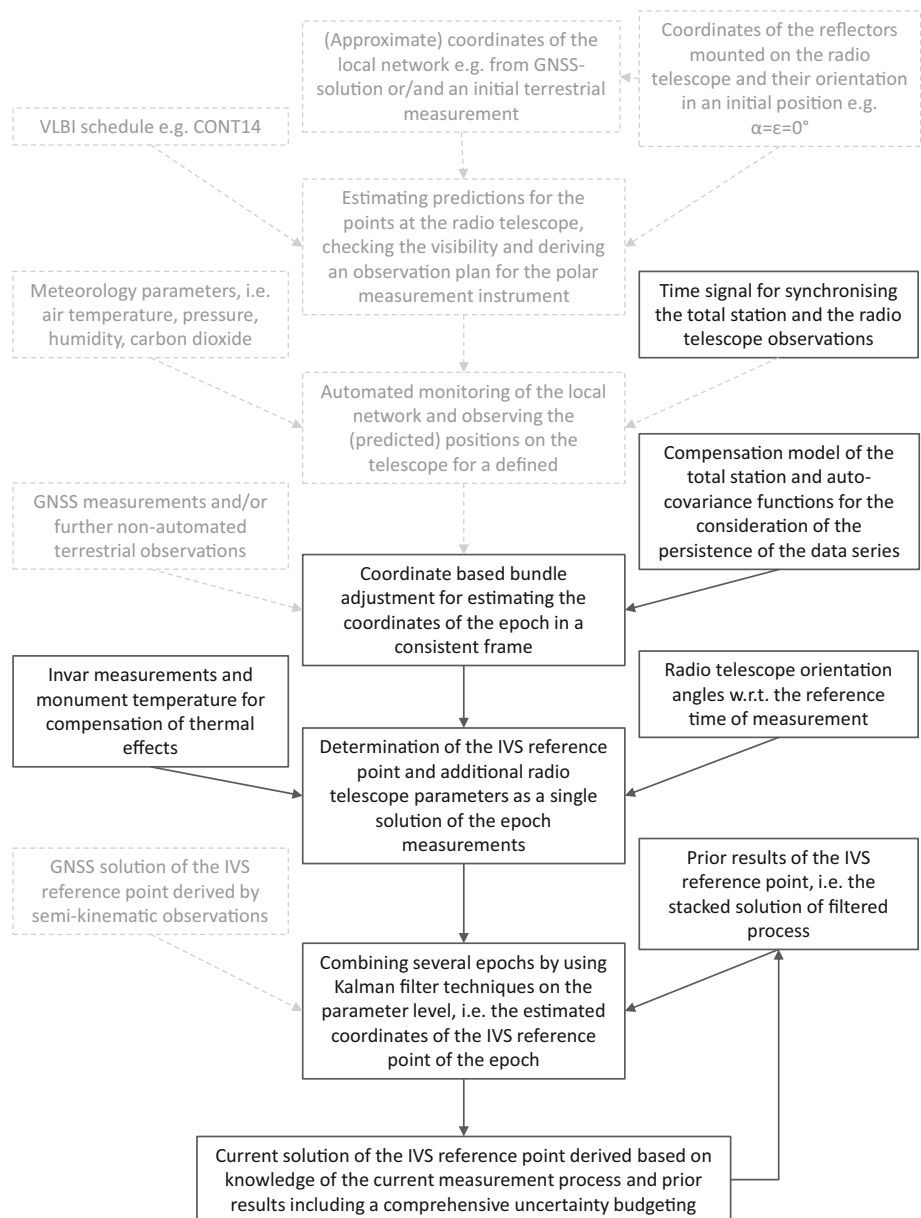 (Approximate) coordinates of the
local network e.g. from GNSS-
solution or/and an initial terrestrial
measurement
Coordinates of the reflectors
mounted on the radio
telescope and their orientation
in an initial position e.g.
α=ε=0°
VLBI schedule e.g. CONT14
Estimating predictions for the
points at the radio telescope,
checking the visibility and deriving
an observation plan for the polar
measurement instrument
Meteorology parameters, i.e.
air temperature, pressure,
humidity, carbon dioxide
Time signal for synchronising
the total station and the radio
telescope observations
Automated monitoring of the local
network and observing the
(predicted) positions on the
telescope for a defined
Compensation model of the
total station and auto-
covariance functions for the
consideration of the
persistence of the data series
GNSS measurements and/or
further non-automated
terrestrial observations
Coordinate based bundle
adjustment for estimating the
coordinates of the epoch in a
consistent frame
Invar measurements and
monument temperature for
compensation of thermal
effects
Radio telescope orientation
angles w.r.t. the reference
time of measurement
Determination of the IVS reference
point and additional radio
telescope parameters as a single
solution of the epoch
measurements
GNSS solution of the IVS
reference point derived by
semi-kinematic observations
Prior results of the IVS
reference point, i.e. the
stacked solution of filtered
process
Combining several epochs by using
Kalman filter techniques on the
parameter level, i.e. the estimated
coordinates of the IVS reference
point of the epoch
Current solution of the IVS reference point derived based on
knowledge of the current measurement process and prior
results including a comprehensive uncertainty budgeting